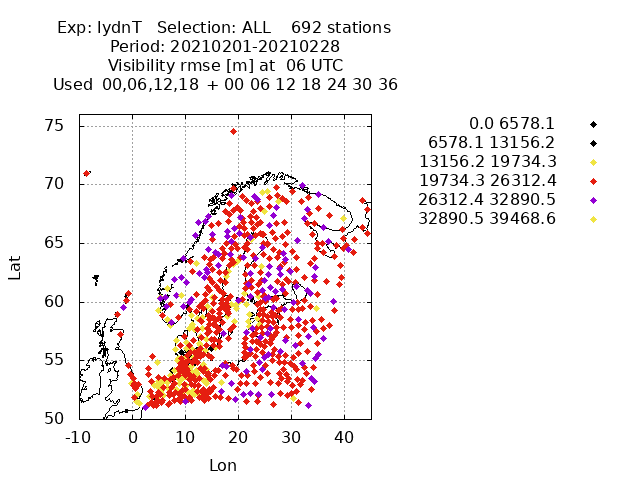 Exp: IydnT   Selection: ALL    692 stations
Period: 20210201-20210228
Visibility rmse [m] at  06 UTC
Used  00,06,12,18  + 00 06 12 18 24 30 36
0.0 6578.1
6578.1 13156.2
13156.2 19734.3
19734.3 26312.4
26312.4 32890.5
32890.5 39468.6
75
70
65
60
55
50
Lat
-10 0 10 20 30 40
Lon